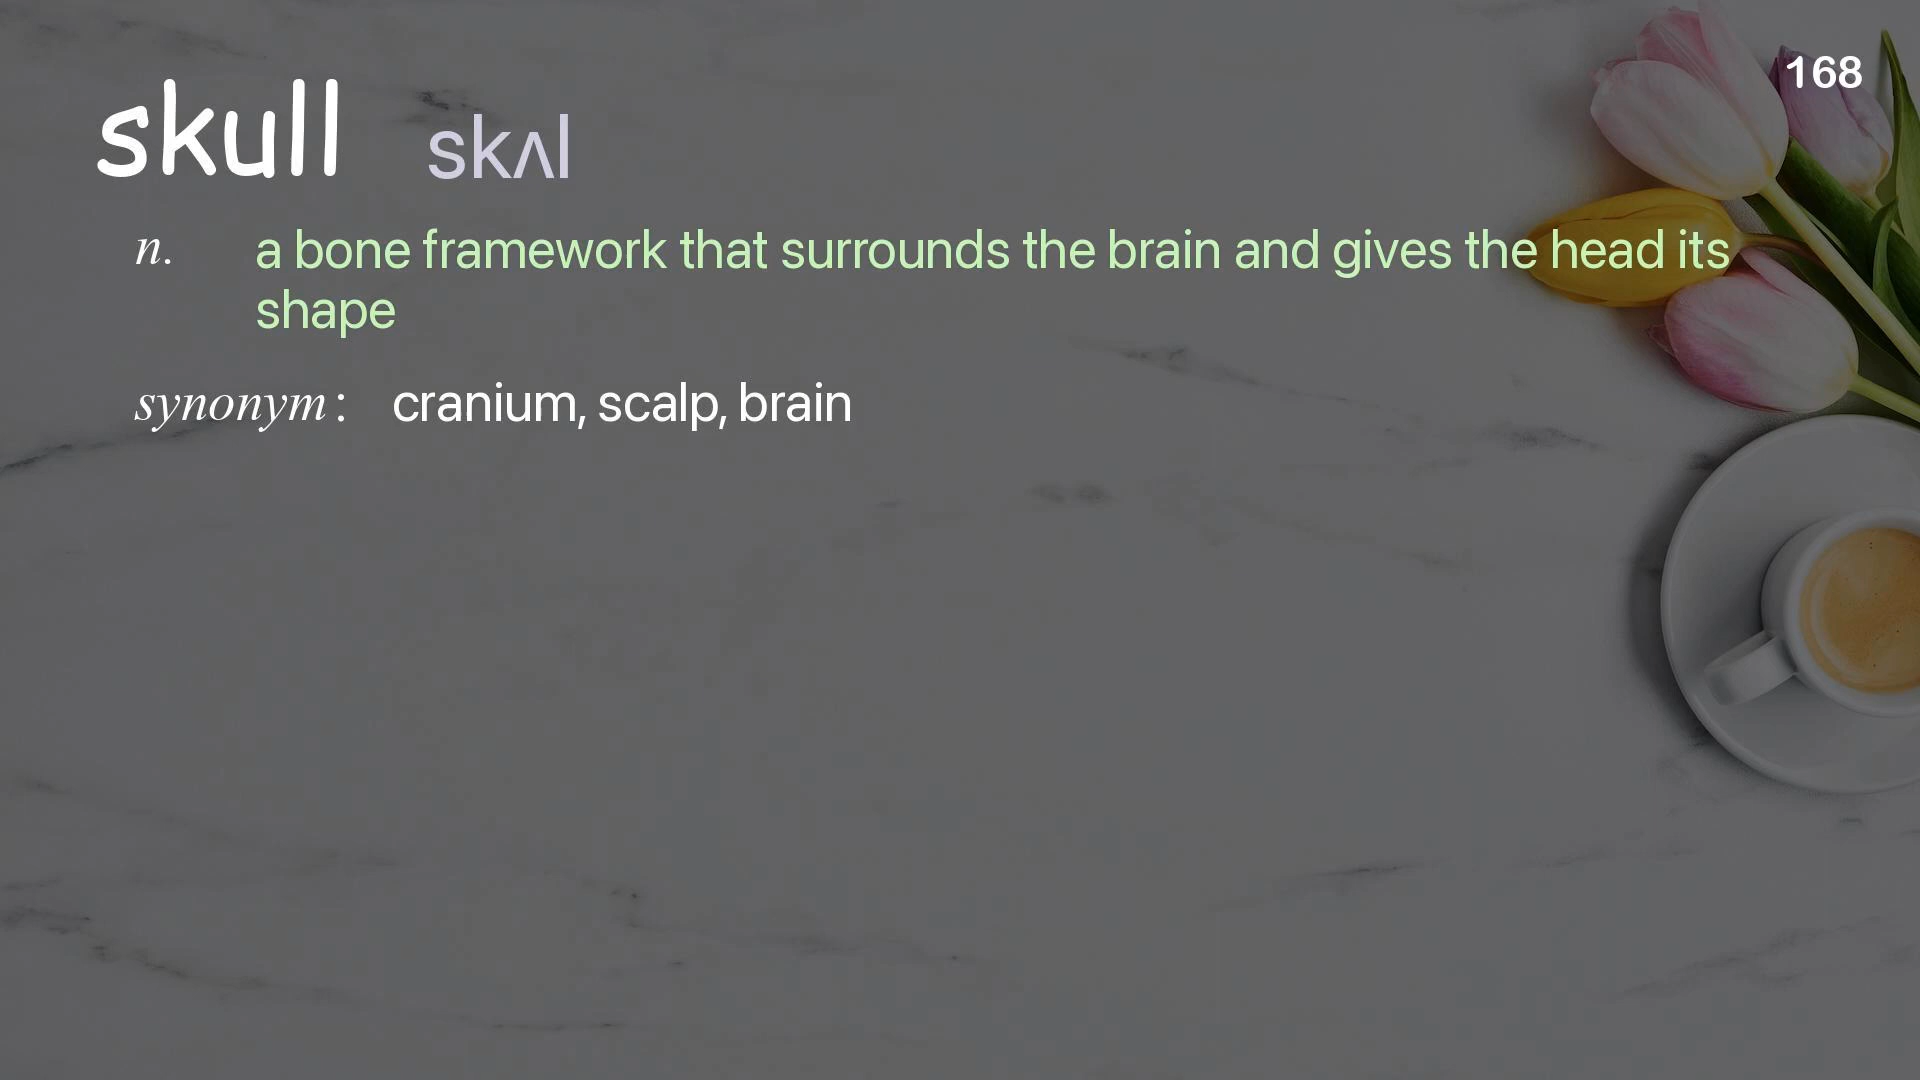 168
skull skʌl
n. a bone framework that surrounds the brain and gives the head its
shape
synonym: cranium, scalp, brain